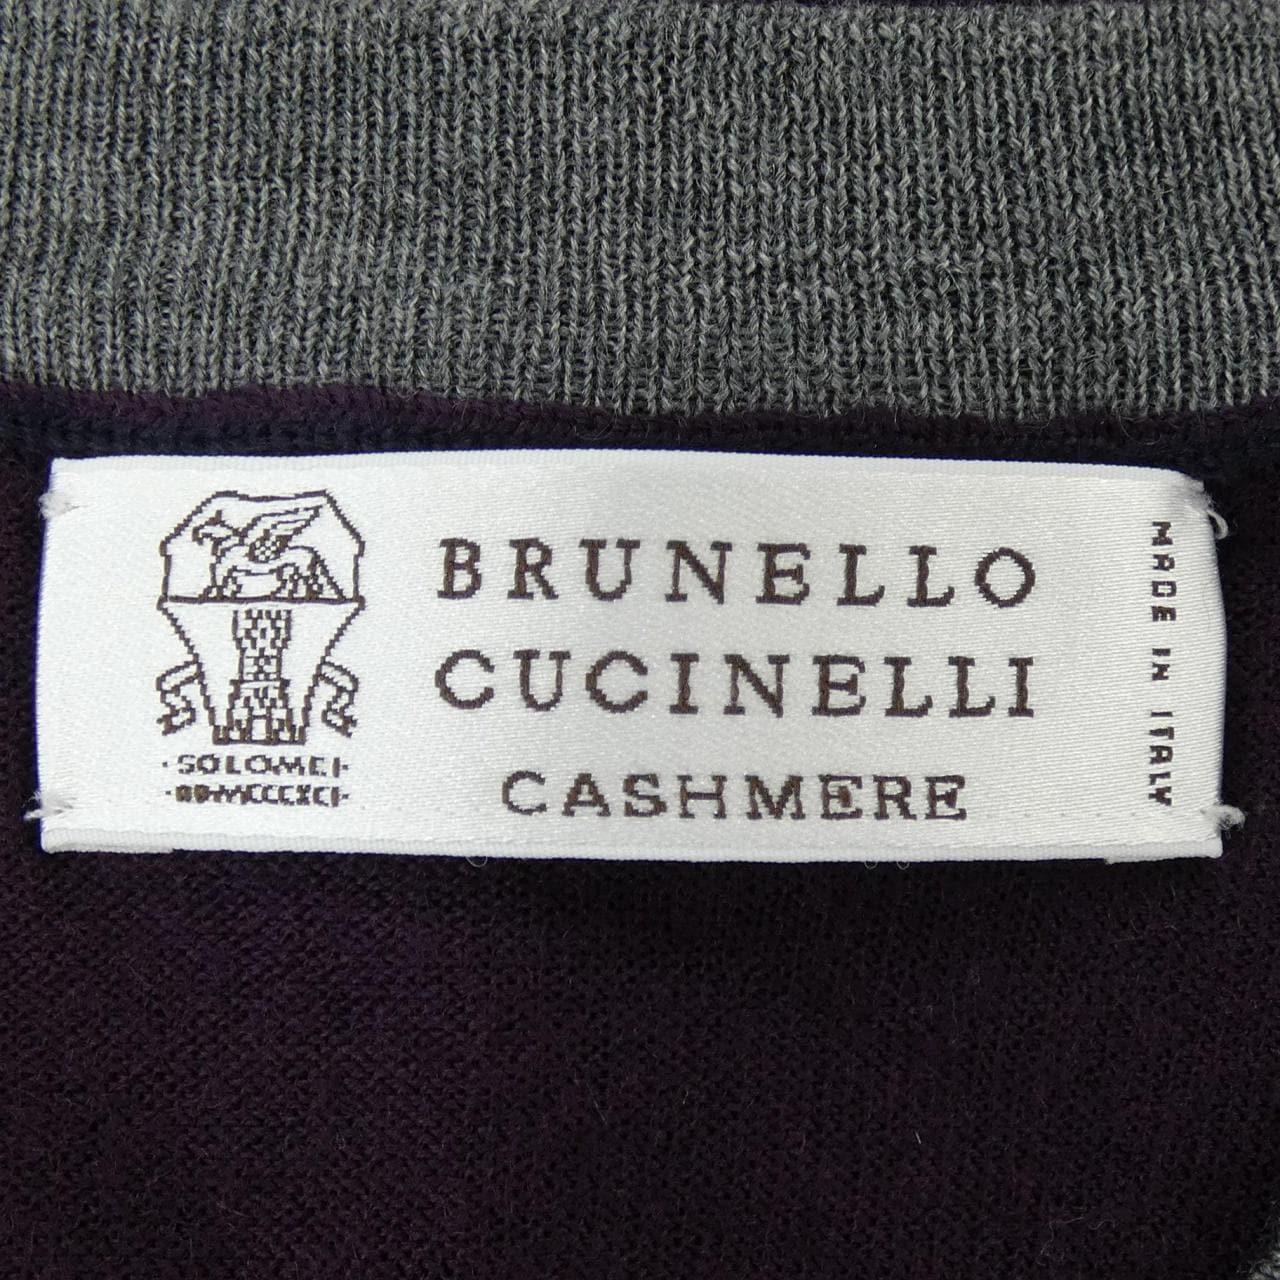 BRUNELLO
CUCINELLI
CASHMERE
MADE IN ITALY
·SOLOMEI·